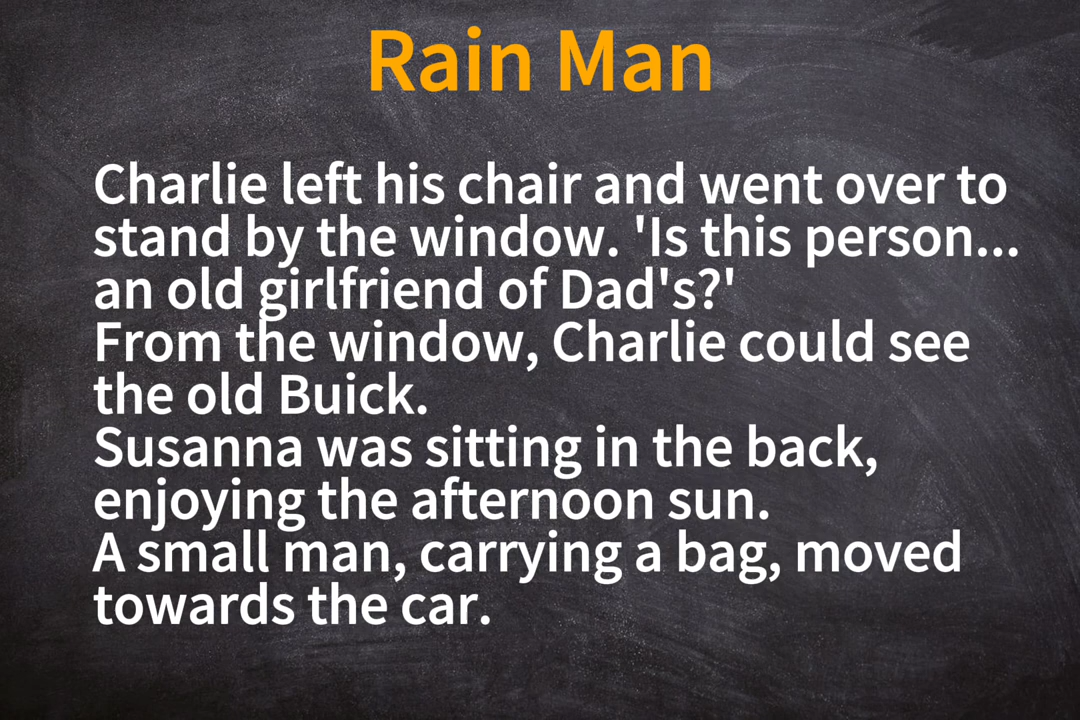 Rain Man
Charlie left his chair and went over to
stand by the window. 'Is this person...
an old girlfriend of Dad's?'
From the window, Charlie could see
the old Buick.
Susanna was sitting in the back,
enjoying the afternoon sun.
A small man, carrying a bag, moved
towards the car.